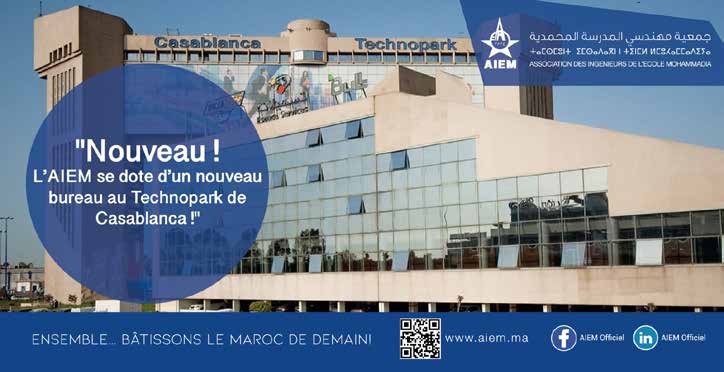 Casablanca Technopark
جمعية مهندسي المدرسة المحمدية
AIEM
ASSOCIATION DES INGENIEURS DE L'ECOLE MOHAMMADIA
"Nouveau !
L'AIEM se dote d'un nouveau
bureau au Technopark de
Casablanca !"
ENSEMBLE... BÂTISSONS LE MAROC DE DEMAIN!
www.aiem.ma
AIEM Officiel
AIEM Officiel